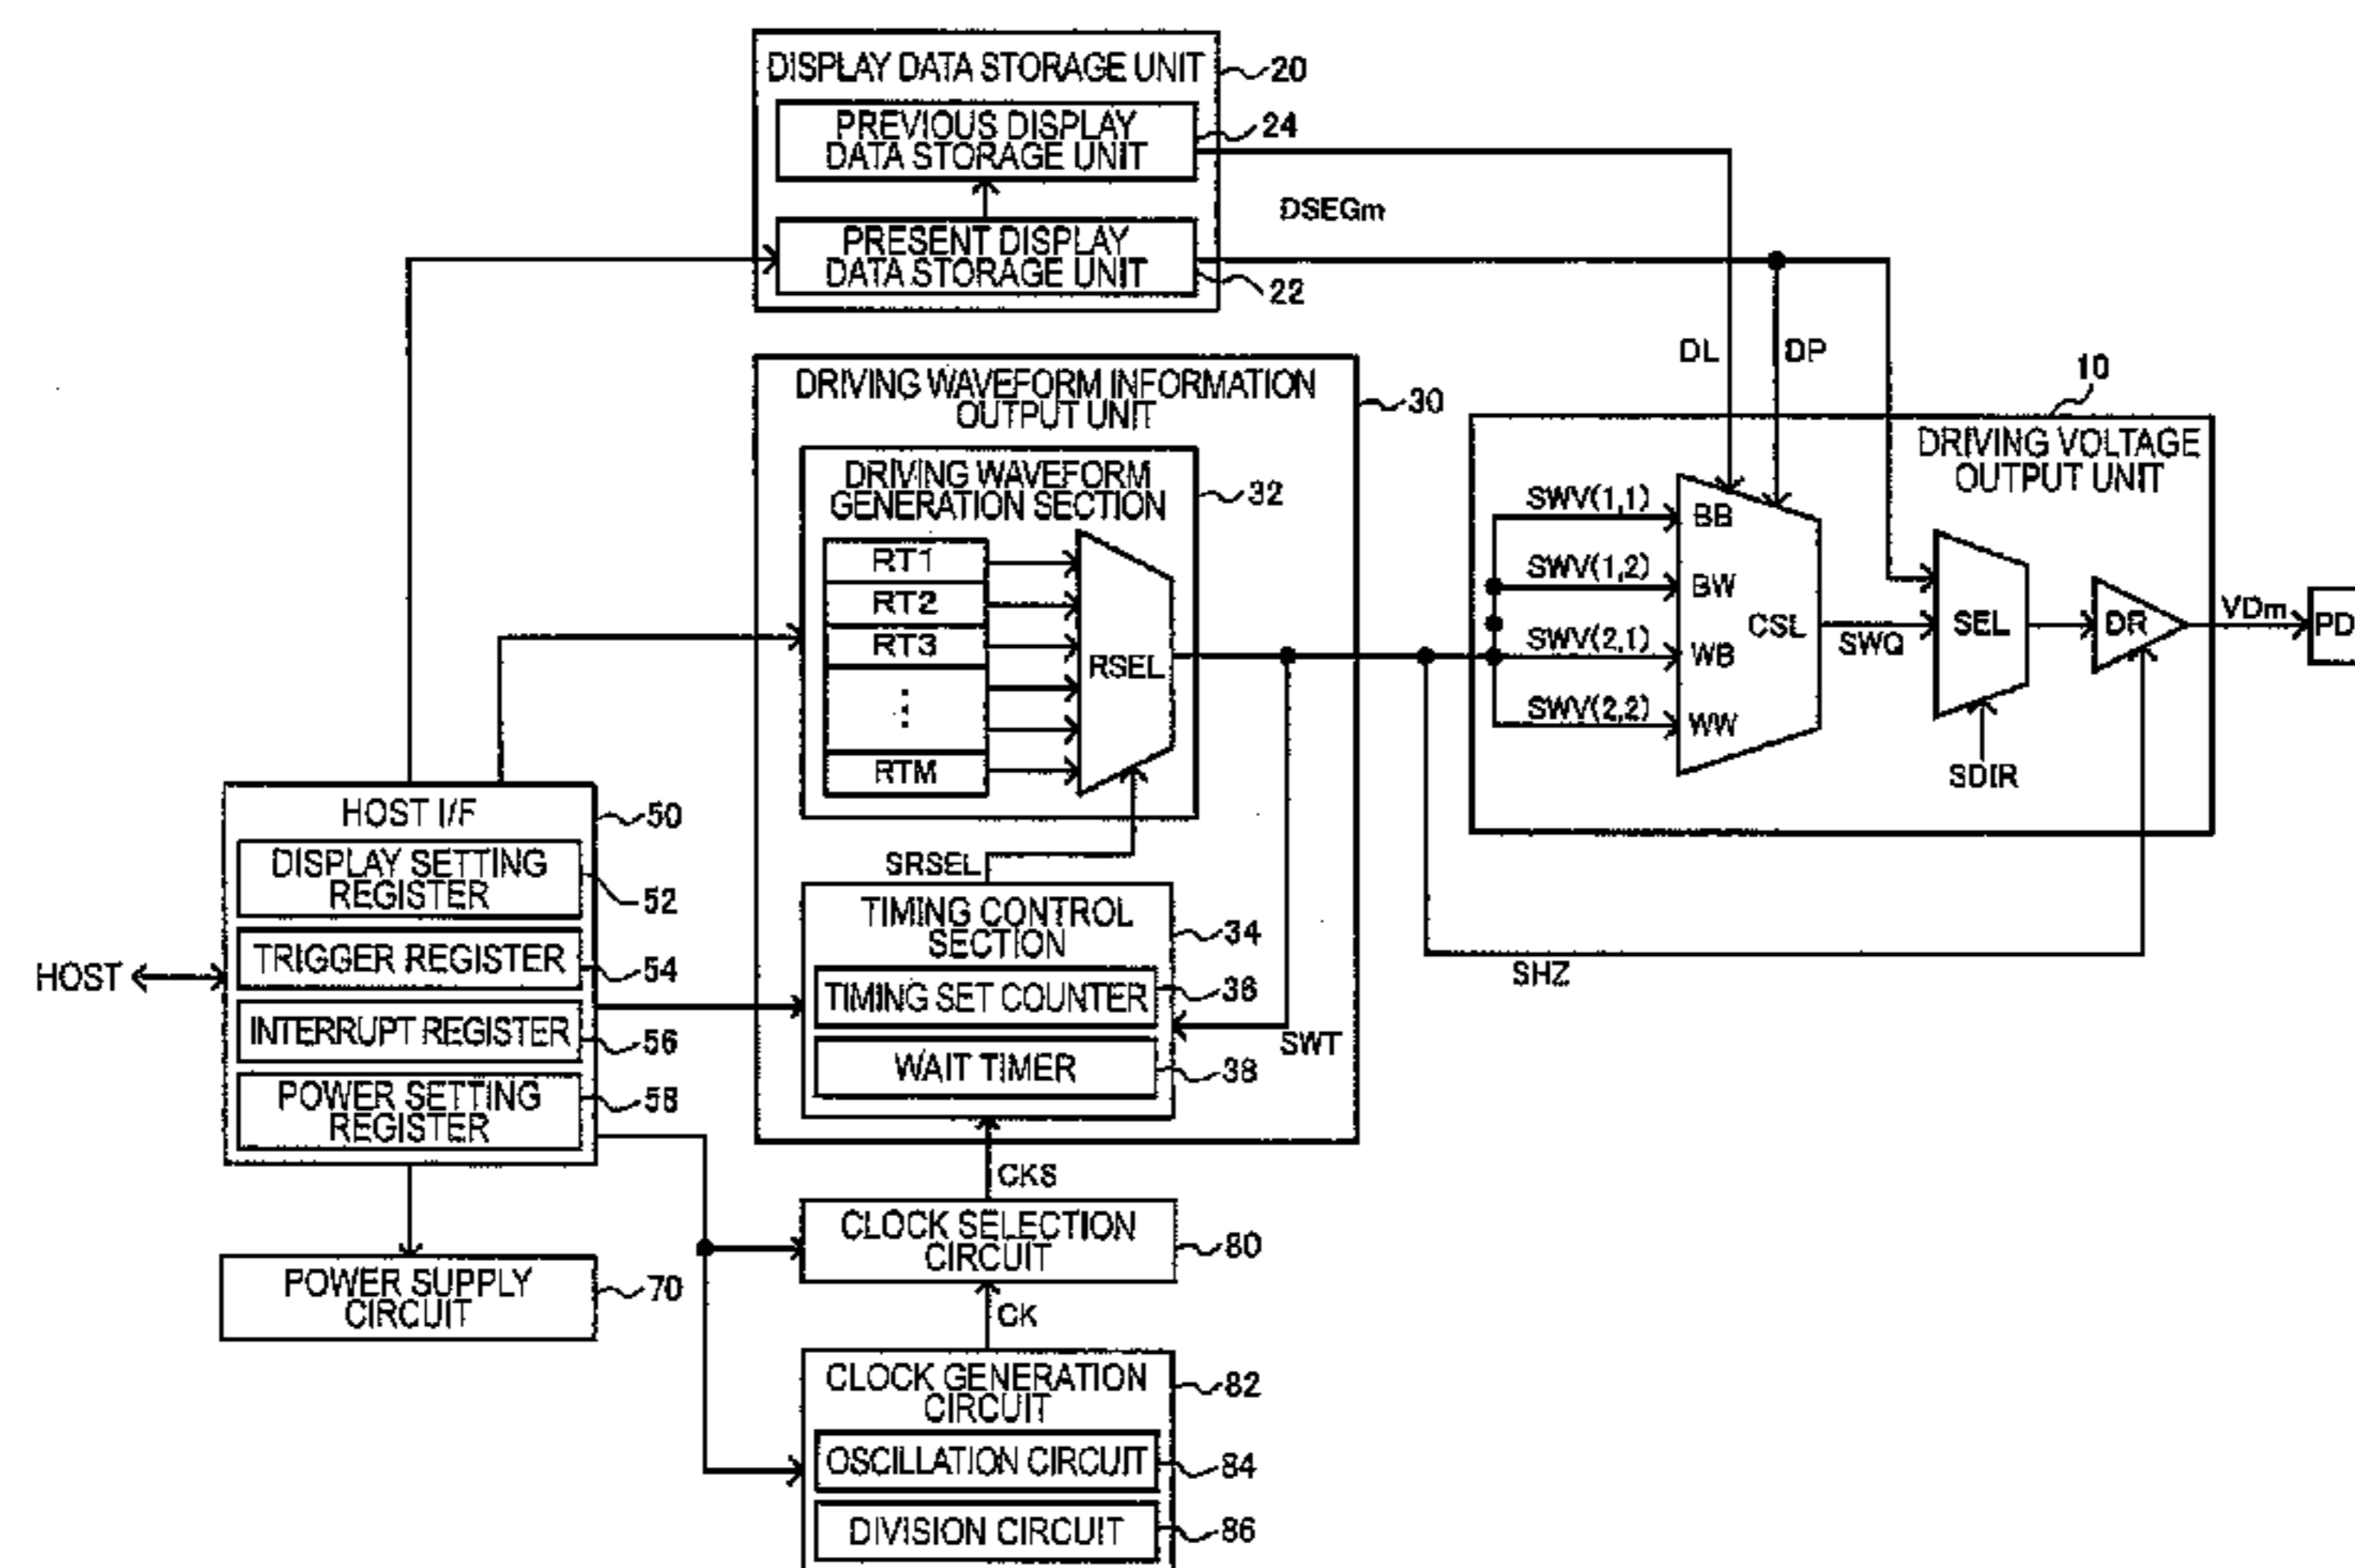 DISPLAY DATA STORAGE UNIT
20
PREVIOUS DISPLAY
DATA STORAGE UNIT
24
PRESENT DISPLAY
DATA STORAGE UNIT
22
DSEGm
DL
DP
10
DRIVING VOLTAGE
OUTPUT UNIT
DRIVING WAVEFORM INFORMATION
OUTPUT UNIT
30
DRIVING WAVEFORM
GENERATION SECTION
32
RT1
RT2
RT3
⋮
RTM
RSEL
SWV(1,1)
SWV(1,2)
SWV(2,1)
SWV(2,2)
BB
BW
WB
WW
CSL
SWQ
SEL
SDIR
DR
VDm
PD
SHZ
SRSEL
TIMING CONTROL
SECTION
34
TIMING SET COUNTER
36
WAIT TIMER
38
SWT
HOST
HOST I/F
50
DISPLAY SETTING
REGISTER
52
TRIGGER REGISTER
54
INTERRUPT REGISTER
56
POWER SETTING
REGISTER
58
CKS
POWER SUPPLY
CIRCUIT
70
CLOCK SELECTION
CIRCUIT
80
CK
CLOCK GENERATION
CIRCUIT
82
OSCILLATION CIRCUIT
84
DIVISION CIRCUIT
86